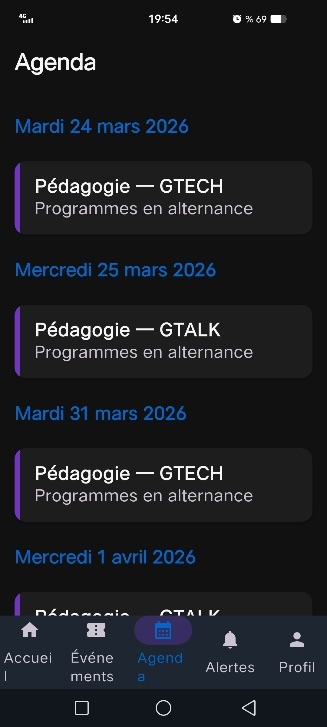 4G
19:54
% 69
Agenda
Mardi 24 mars 2026
Pédagogie — GTECH
Programmes en alternance
Mercredi 25 mars 2026
Pédagogie — GTALK
Programmes en alternance
Mardi 31 mars 2026
Pédagogie — GTECH
Programmes en alternance
Mercredi 1 avril 2026
Pédagogie — GTALK
Accuei
l
Événe
ments
Agend
a
Alertes
Profil